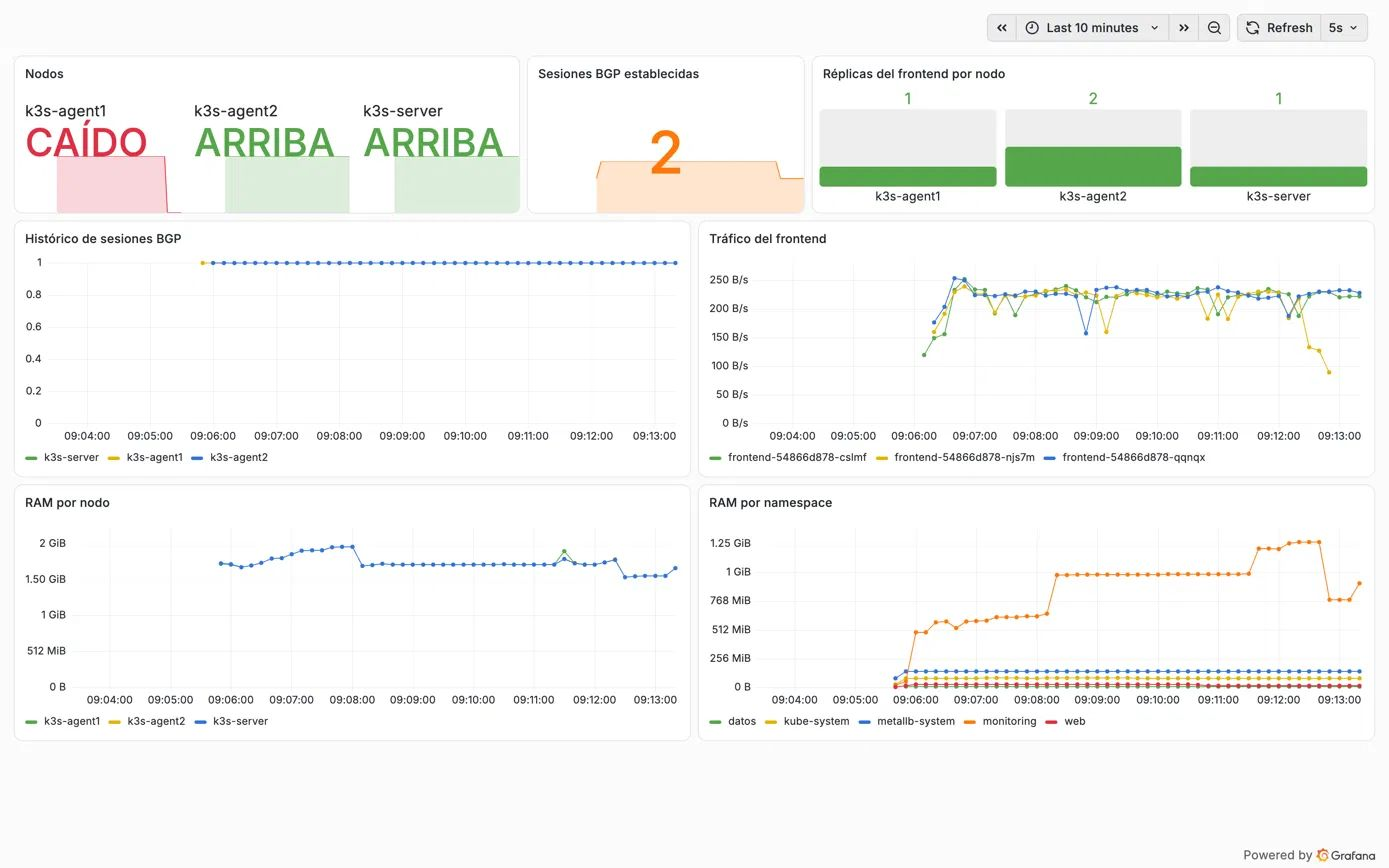 Last 10 minutes
Refresh
5s
Nodos
k3s-agent1
CAÍDO
k3s-agent2
ARRIBA
k3s-server
ARRIBA
Sesiones BGP establecidas
2
Réplicas del frontend por nodo
1
2
1
k3s-agent1
k3s-agent2
k3s-server
Histórico de sesiones BGP
1
0.8
0.6
0.4
0.2
0
09:04:00 09:05:00 09:06:00 09:07:00 09:08:00 09:09:00 09:10:00 09:11:00 09:12:00 09:13:00
k3s-server k3s-agent1 k3s-agent2
Tráfico del frontend
250 B/s
200 B/s
150 B/s
100 B/s
50 B/s
0 B/s
09:04:00 09:05:00 09:06:00 09:07:00 09:08:00 09:09:00 09:10:00 09:11:00 09:12:00 09:13:00
frontend-54866d878-cslmf frontend-54866d878-njs7m frontend-54866d878-qqnqx
RAM por nodo
2 GiB
1.50 GiB
1 GiB
512 MiB
0 B
09:04:00 09:05:00 09:06:00 09:07:00 09:08:00 09:09:00 09:10:00 09:11:00 09:12:00 09:13:00
k3s-agent1 k3s-agent2 k3s-server
RAM por namespace
1.25 GiB
1 GiB
768 MiB
512 MiB
256 MiB
0 B
09:04:00 09:05:00 09:06:00 09:07:00 09:08:00 09:09:00 09:10:00 09:11:00 09:12:00 09:13:00
datos kube-system metallb-system monitoring web
Powered by Grafana